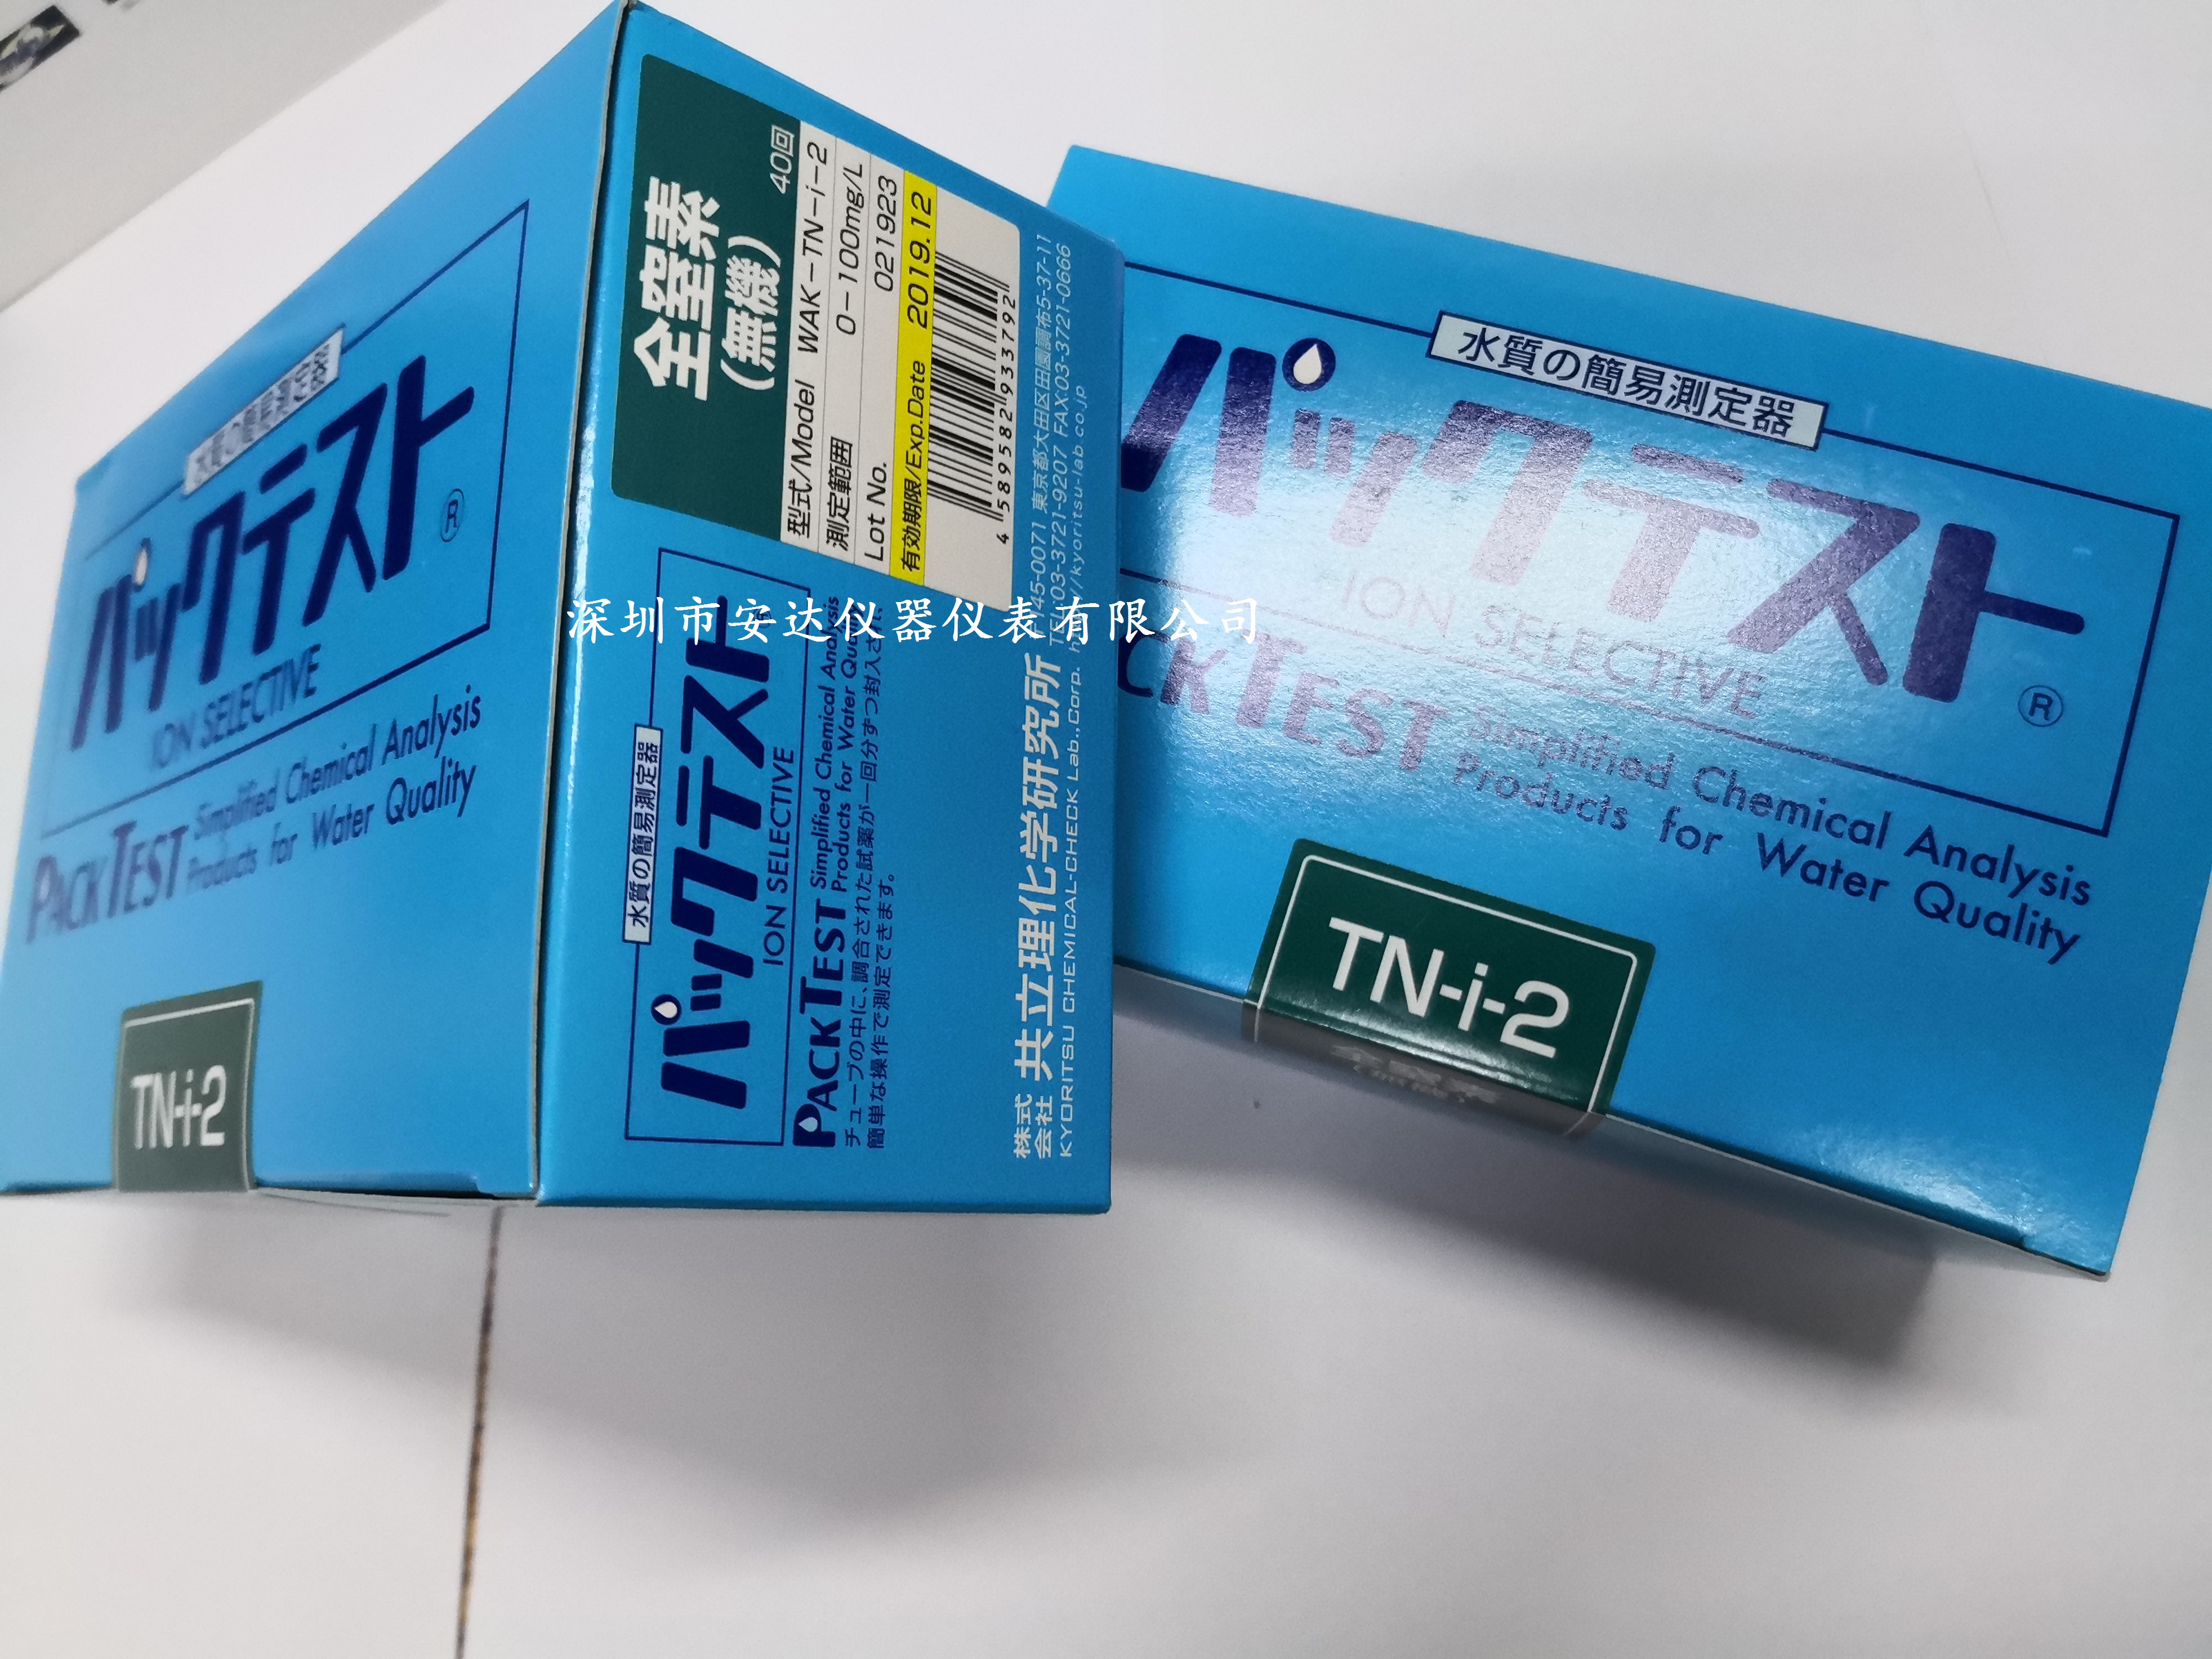 水質の簡易測定器
パックテスト
®
ION SELECTIVE
PACKTEST Simplified Chemical Analysis
Products for Water Quality
TN-i-2
全窒素
(無機)
40回
型式/Model WAK-TN-i-2
測定範囲 0-100mg/L
Lot No. 021923
有効期限/Exp.Date 2019.12
4 589582 933792
水質の簡易測定器
パックテスト
ION SELECTIVE
PACKTEST Simplified Chemical Analysis
Products for Water Quality
チューブの中に、調合された試薬が一回分ずつ封入され
簡単な操作で測定できます。
株式会社 共立理化学研究所
145-0071 東京都大田区田園調布5-37-11
TEL:03-3721-9207 FAX03-3721-0666
KYORITSU CHEMICAL-CHECK Lab.,Corp. //kyoritsu-lab.co.jp
深圳市安达仪器仪表有限公司
水質の簡易測定器
パックテスト
®
ION SELECTIVE
CKTEST Simplified Chemical Analysis
Products for Water Quality
TN-i-2